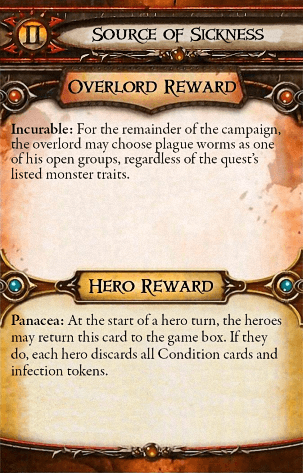 II
Source of Sickness
Overlord Reward
Incurable: For the remainder of the campaign,
the overlord may choose plague worms as one
of his open groups, regardless of the quest's
listed monster traits.
Hero Reward
Panacea: At the start of a hero turn, the heroes
may return this card to the game box. If they
do, each hero discards all Condition cards and
infection tokens.